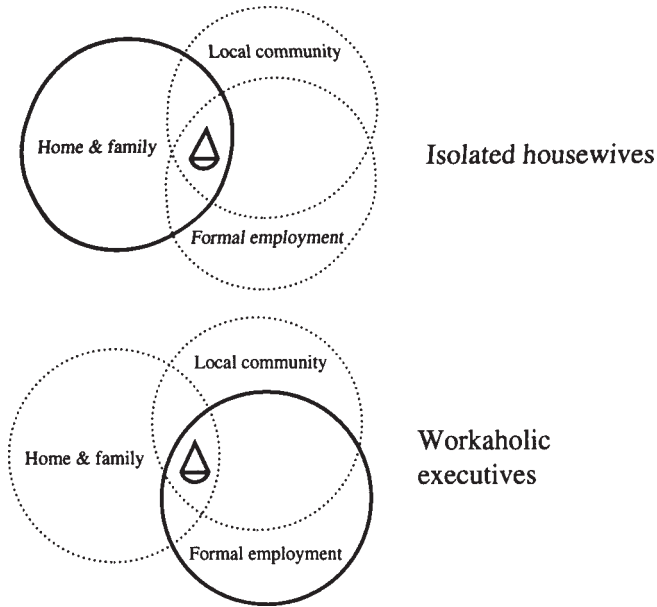 Local community
Home & family
Isolated housewives
Formal employment
Local community
Home & family
Workaholic
executives
Formal employment